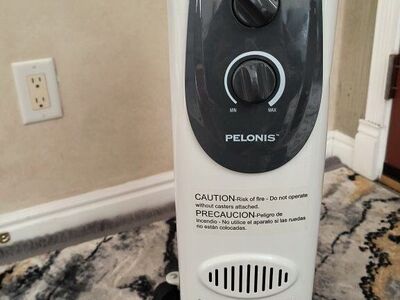 MIN MAX
PELONIS™
CAUTION-Risk of fire - Do not operate
without casters attached.
PRECAUCION-Peligro de
incendio - No utilice el aparato si las ruedas
no están colocadas.